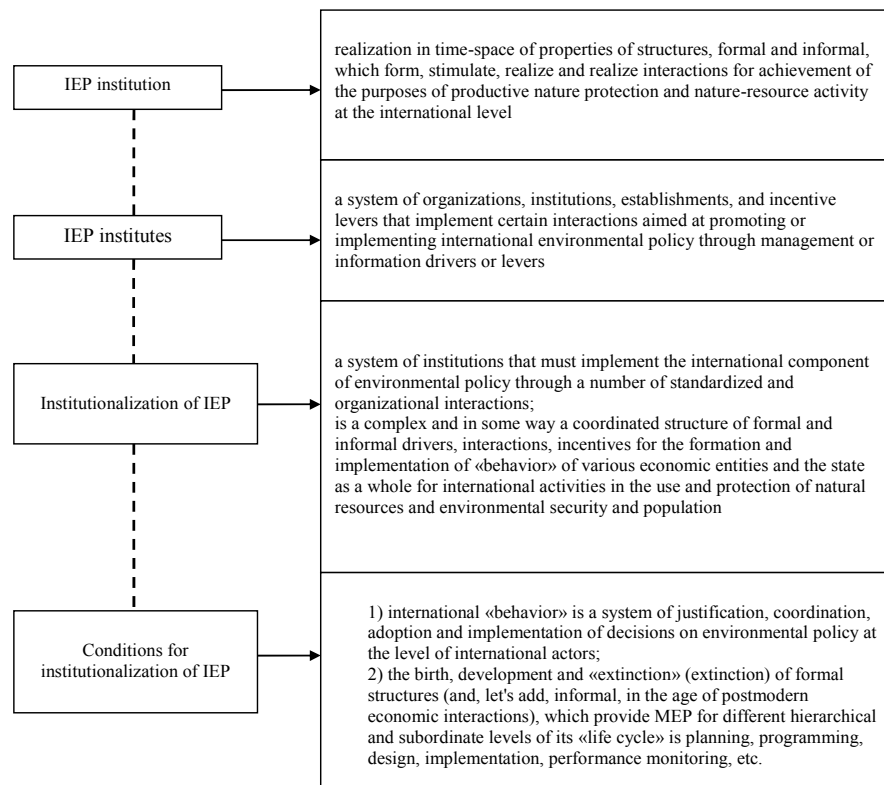 IEP institution
realization in time-space of properties of structures, formal and informal,
which form, stimulate, realize and realize interactions for achievement of
the purposes of productive nature protection and nature-resource activity
at the international level
IEP institutes
a system of organizations, institutions, establishments, and incentive
levers that implement certain interactions aimed at promoting or
implementing international environmental policy through management or
information drivers or levers
Institutionalization of IEP
a system of institutions that must implement the international component
of environmental policy through a number of standardized and
organizational interactions;
is a complex and in some way a coordinated structure of formal and
informal drivers, interactions, incentives for the formation and
implementation of «behavior» of various economic entities and the state
as a whole for international activities in the use and protection of natural
resources and environmental security and population
Conditions for
institutionalization of IEP
1) international «behavior» is a system of justification, coordination,
adoption and implementation of decisions on environmental policy at
the level of international actors;
2) the birth, development and «extinction» (extinction) of formal
structures (and, let's add, informal, in the age of postmodern
economic interactions), which provide MEP for different hierarchical
and subordinate levels of its «life cycle» is planning, programming,
design, implementation, performance monitoring, etc.